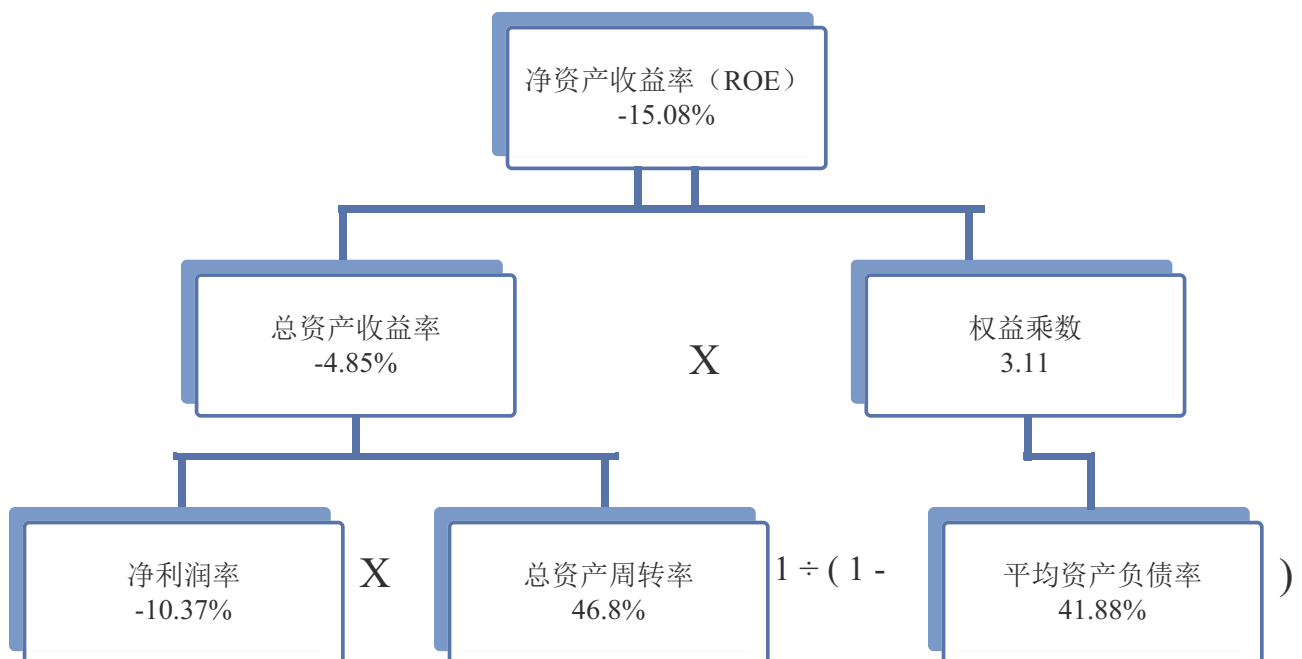 净资产收益率（ROE）
-15.08%
总资产收益率
-4.85%
X
权益乘数
3.11
净利润率
-10.37%
X
总资产周转率
46.8%
1 ÷ ( 1 -
平均资产负债率
41.88%
)